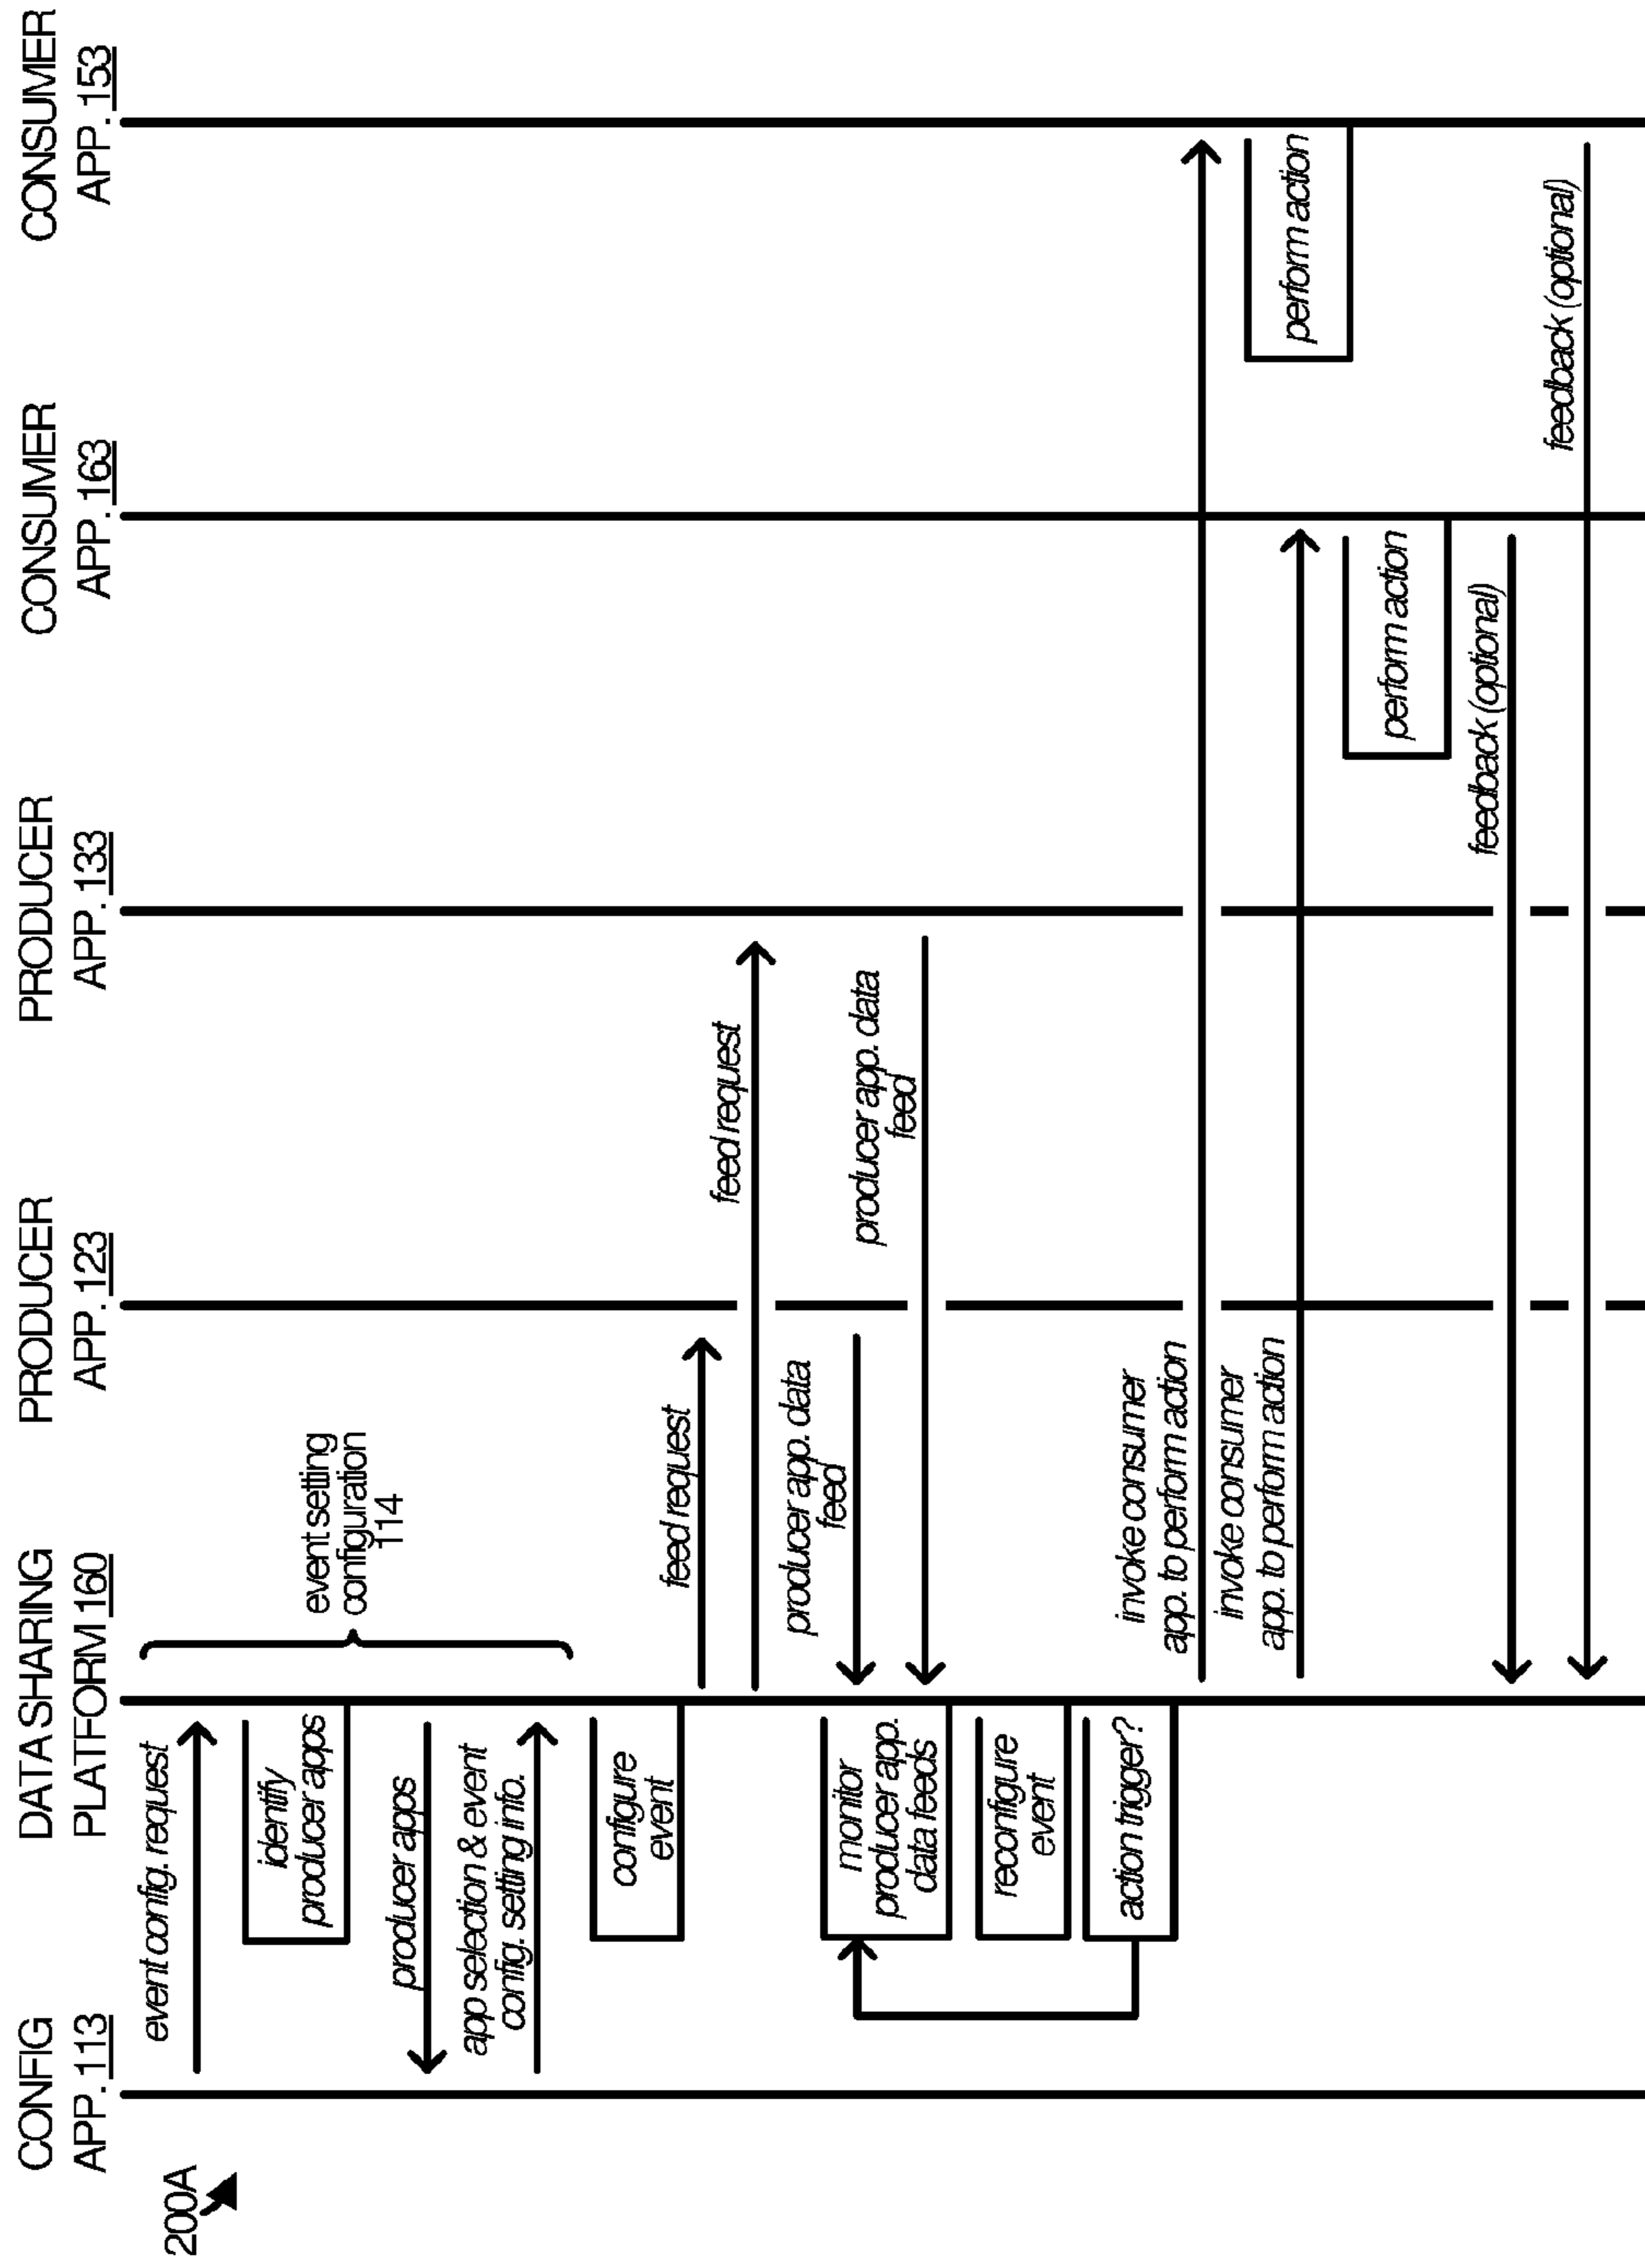 CONFIG
APP. 113
DATA SHARING
PLATFORM 160
PRODUCER
APP. 123
PRODUCER
APP. 133
CONSUMER
APP. 163
CONSUMER
APP. 153
200A
event config. request
identify
producer apps
event setting
configuration
114
producer apps
app selection & event
config. setting info.
configure
event
feed request
feed request
producer app. data
feed
monitor
producer app.
data feeds
producer app. data
feed
reconfigure
event
action trigger?
invoke consumer
app. to perform action
perform action
invoke consumer
app. to perform action
perform action
feedback (optional)
feedback (optional)